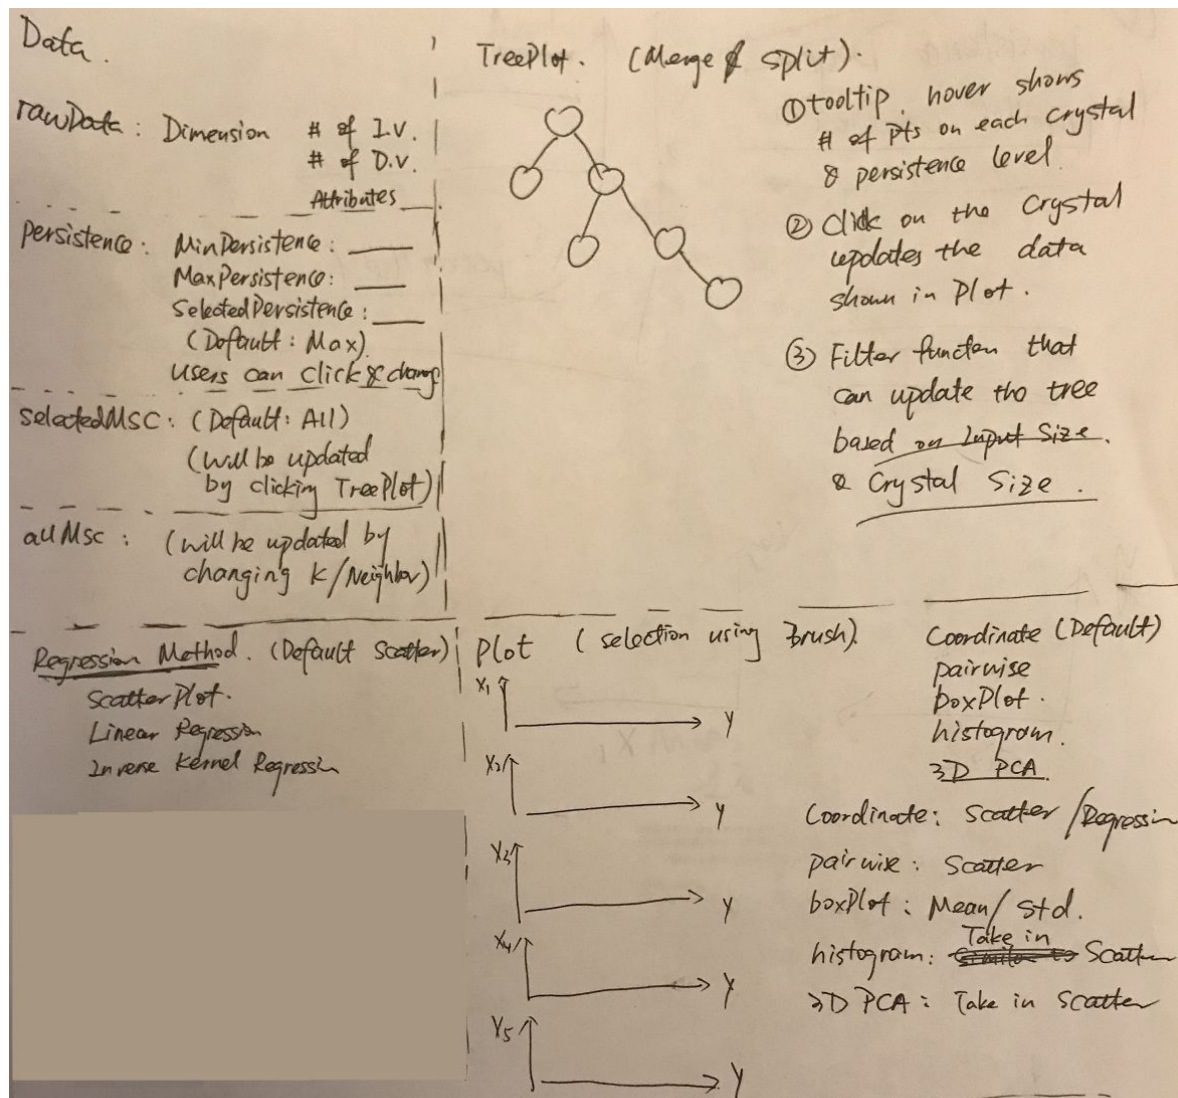 Data.
rawData: Dimension # of I.V.
# of D.V.
Attributes
Persistence: MinPersistence:
MaxPersistence:
SelectedPersistence:
(Default: Max)
Users can click & change
selectedMSC: (Default: All)
(Will be updated
by clicking TreePlot)
allMsc: (will be updated by
changing K/Neighbor)
TreePlot. (Merge & split).
① tooltip, hover shows
# of pts on each crystal
& persistence level.
② Click on the Crystal
updates the data
shown in Plot.
③ Filter function that
can update the tree
based on Input Size.
& Crystal Size.
Regression Method. (Default Scatter)
ScatterPlot.
Linear Regression
Inverse Kernel Regression
Plot (selection using Brush).
X1
Y
X2
Y
X3
Y
X4
Y
Y5
Y
Coordinate (Default)
pairwise
boxPlot.
histogram.
3D PCA.
Coordinate: Scatter/Regression
pairwise: Scatter
boxPlot: Mean/std.
histogram: Take in Scatter
3D PCA: Take in Scatter